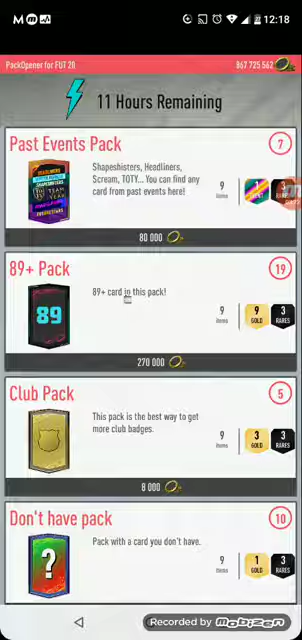 12:18
PackOpener for FUT 20
867 725 562
11 Hours Remaining
Past Events Pack
7
Shapeshisters, Headliners,
Scream, TOTY... You can find any
card from past events here!
9
items
3
80 000
89+ Pack
19
89
89+ card in this pack!
9
items
9
GOLD
3
RARES
270 000
Club Pack
5
This pack is the best way to get
more club badges.
9
items
3
GOLD
3
RARES
8 000
Don't have pack
10
?
Pack with a card you don't have.
9
items
1
GOLD
3
RARES
Recorded by Mobizen